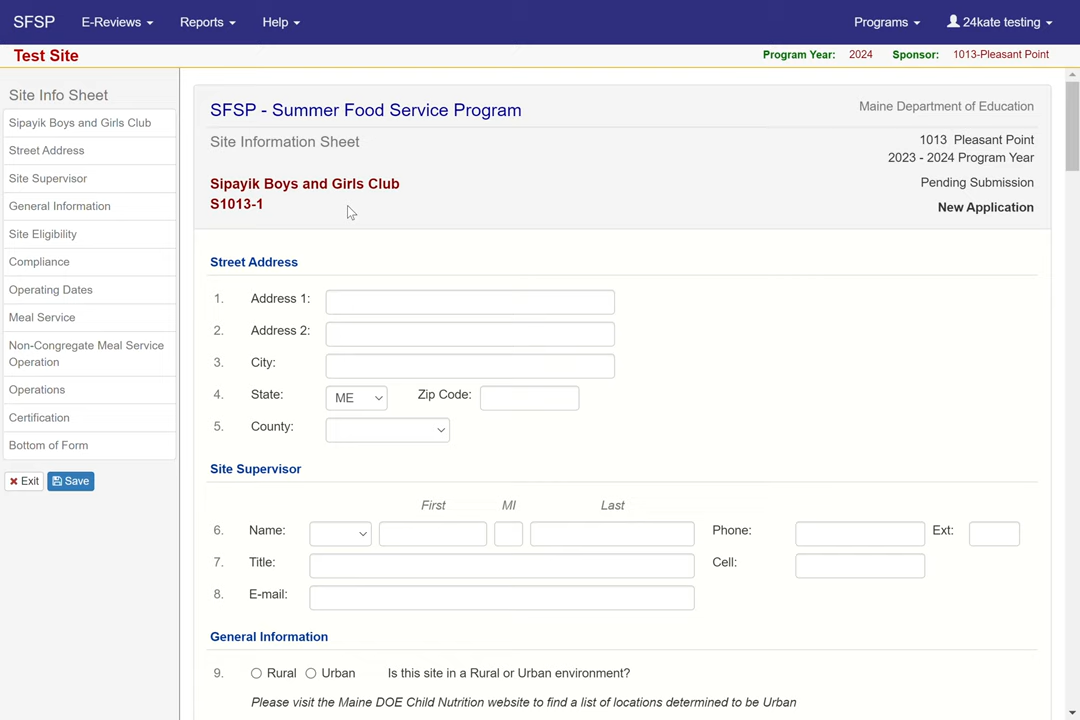 SFSP E-Reviews Reports Help Programs 24kate testing
Test Site Program Year: 2024 Sponsor: 1013-Pleasant Point
Site Info Sheet
Sipayik Boys and Girls Club
Street Address
Site Supervisor
General Information
Site Eligibility
Compliance
Operating Dates
Meal Service
Non-Congregate Meal Service
Operation
Operations
Certification
Bottom of Form
Exit Save
SFSP - Summer Food Service Program Maine Department of Education
Site Information Sheet 1013 Pleasant Point
2023 - 2024 Program Year
Sipayik Boys and Girls Club Pending Submission
S1013-1 New Application
Street Address
1. Address 1:
2. Address 2:
3. City:
4. State: ME Zip Code:
5. County:
Site Supervisor
First MI Last
6. Name: Phone: Ext:
7. Title: Cell:
8. E-mail:
General Information
9. Rural Urban Is this site in a Rural or Urban environment?
Please visit the Maine DOE Child Nutrition website to find a list of locations determined to be Urban